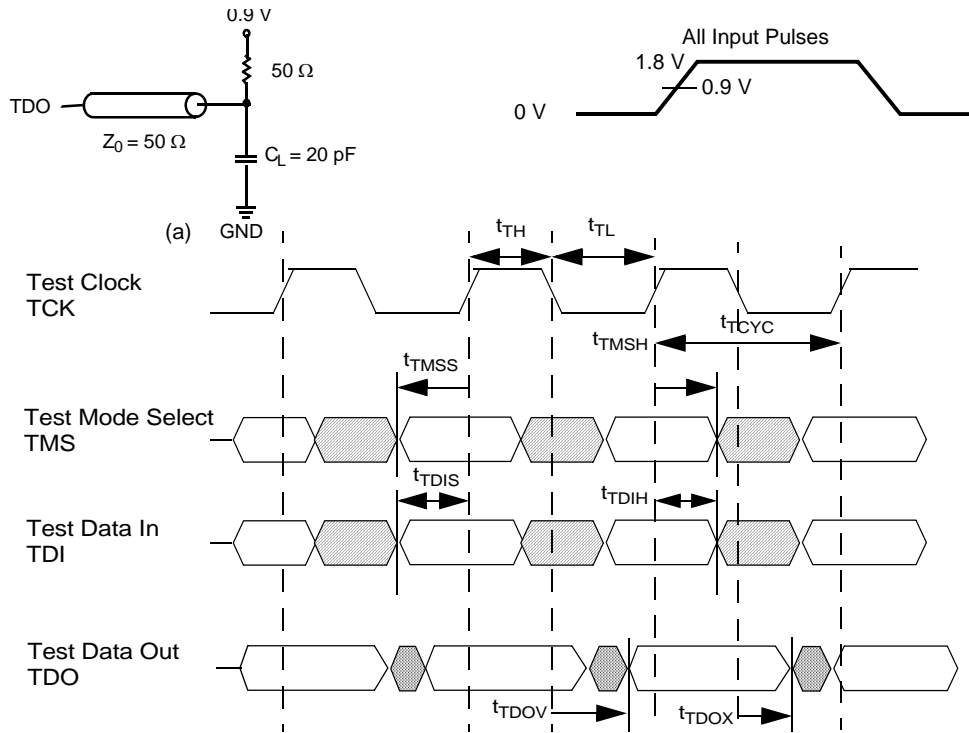 0.9 V
50 Ω
TDO
Z0 = 50 Ω
CL = 20 pF
(a)
GND
All Input Pulses
1.8 V
0.9 V
0 V
tTH
tTL
Test Clock
TCK
tTCYC
tTMSH
tTMSS
Test Mode Select
TMS
tTDIS
tTDIH
Test Data In
TDI
Test Data Out
TDO
tTDOV
tTDOX